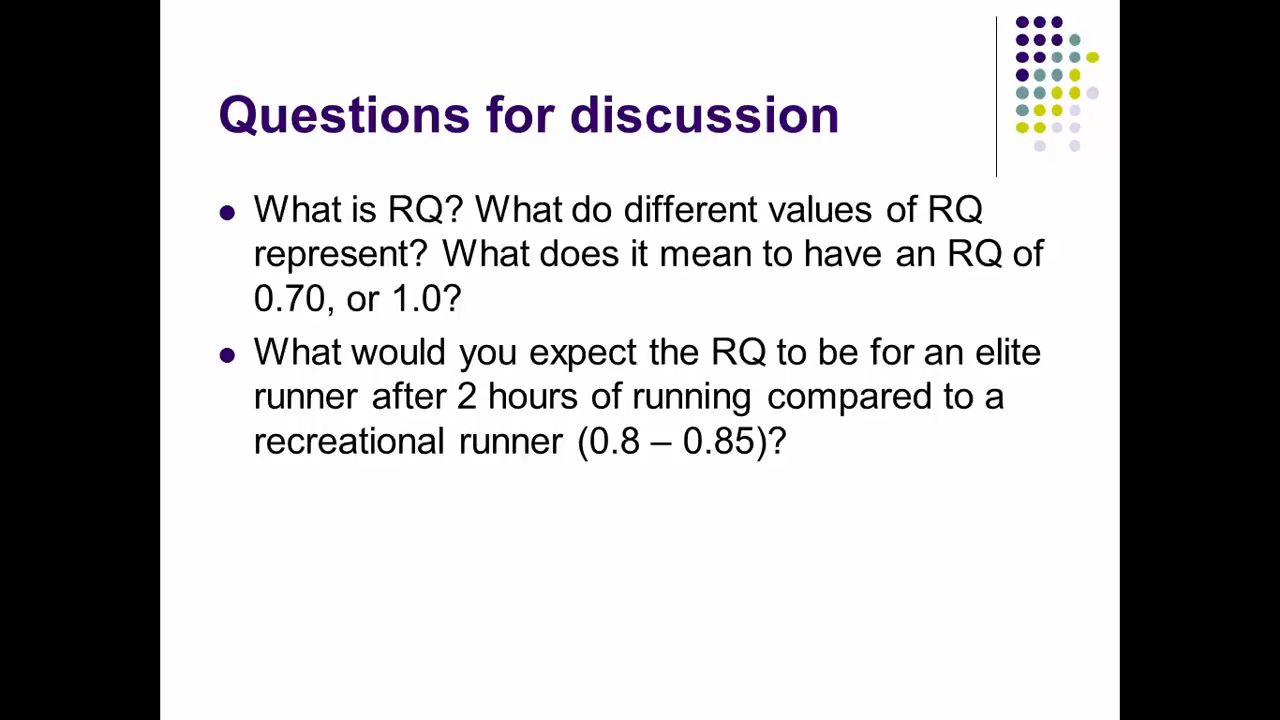 Questions for discussion
What is RQ? What do different values of RQ
represent? What does it mean to have an RQ of
0.70, or 1.0?
What would you expect the RQ to be for an elite
runner after 2 hours of running compared to a
recreational runner (0.8 – 0.85)?